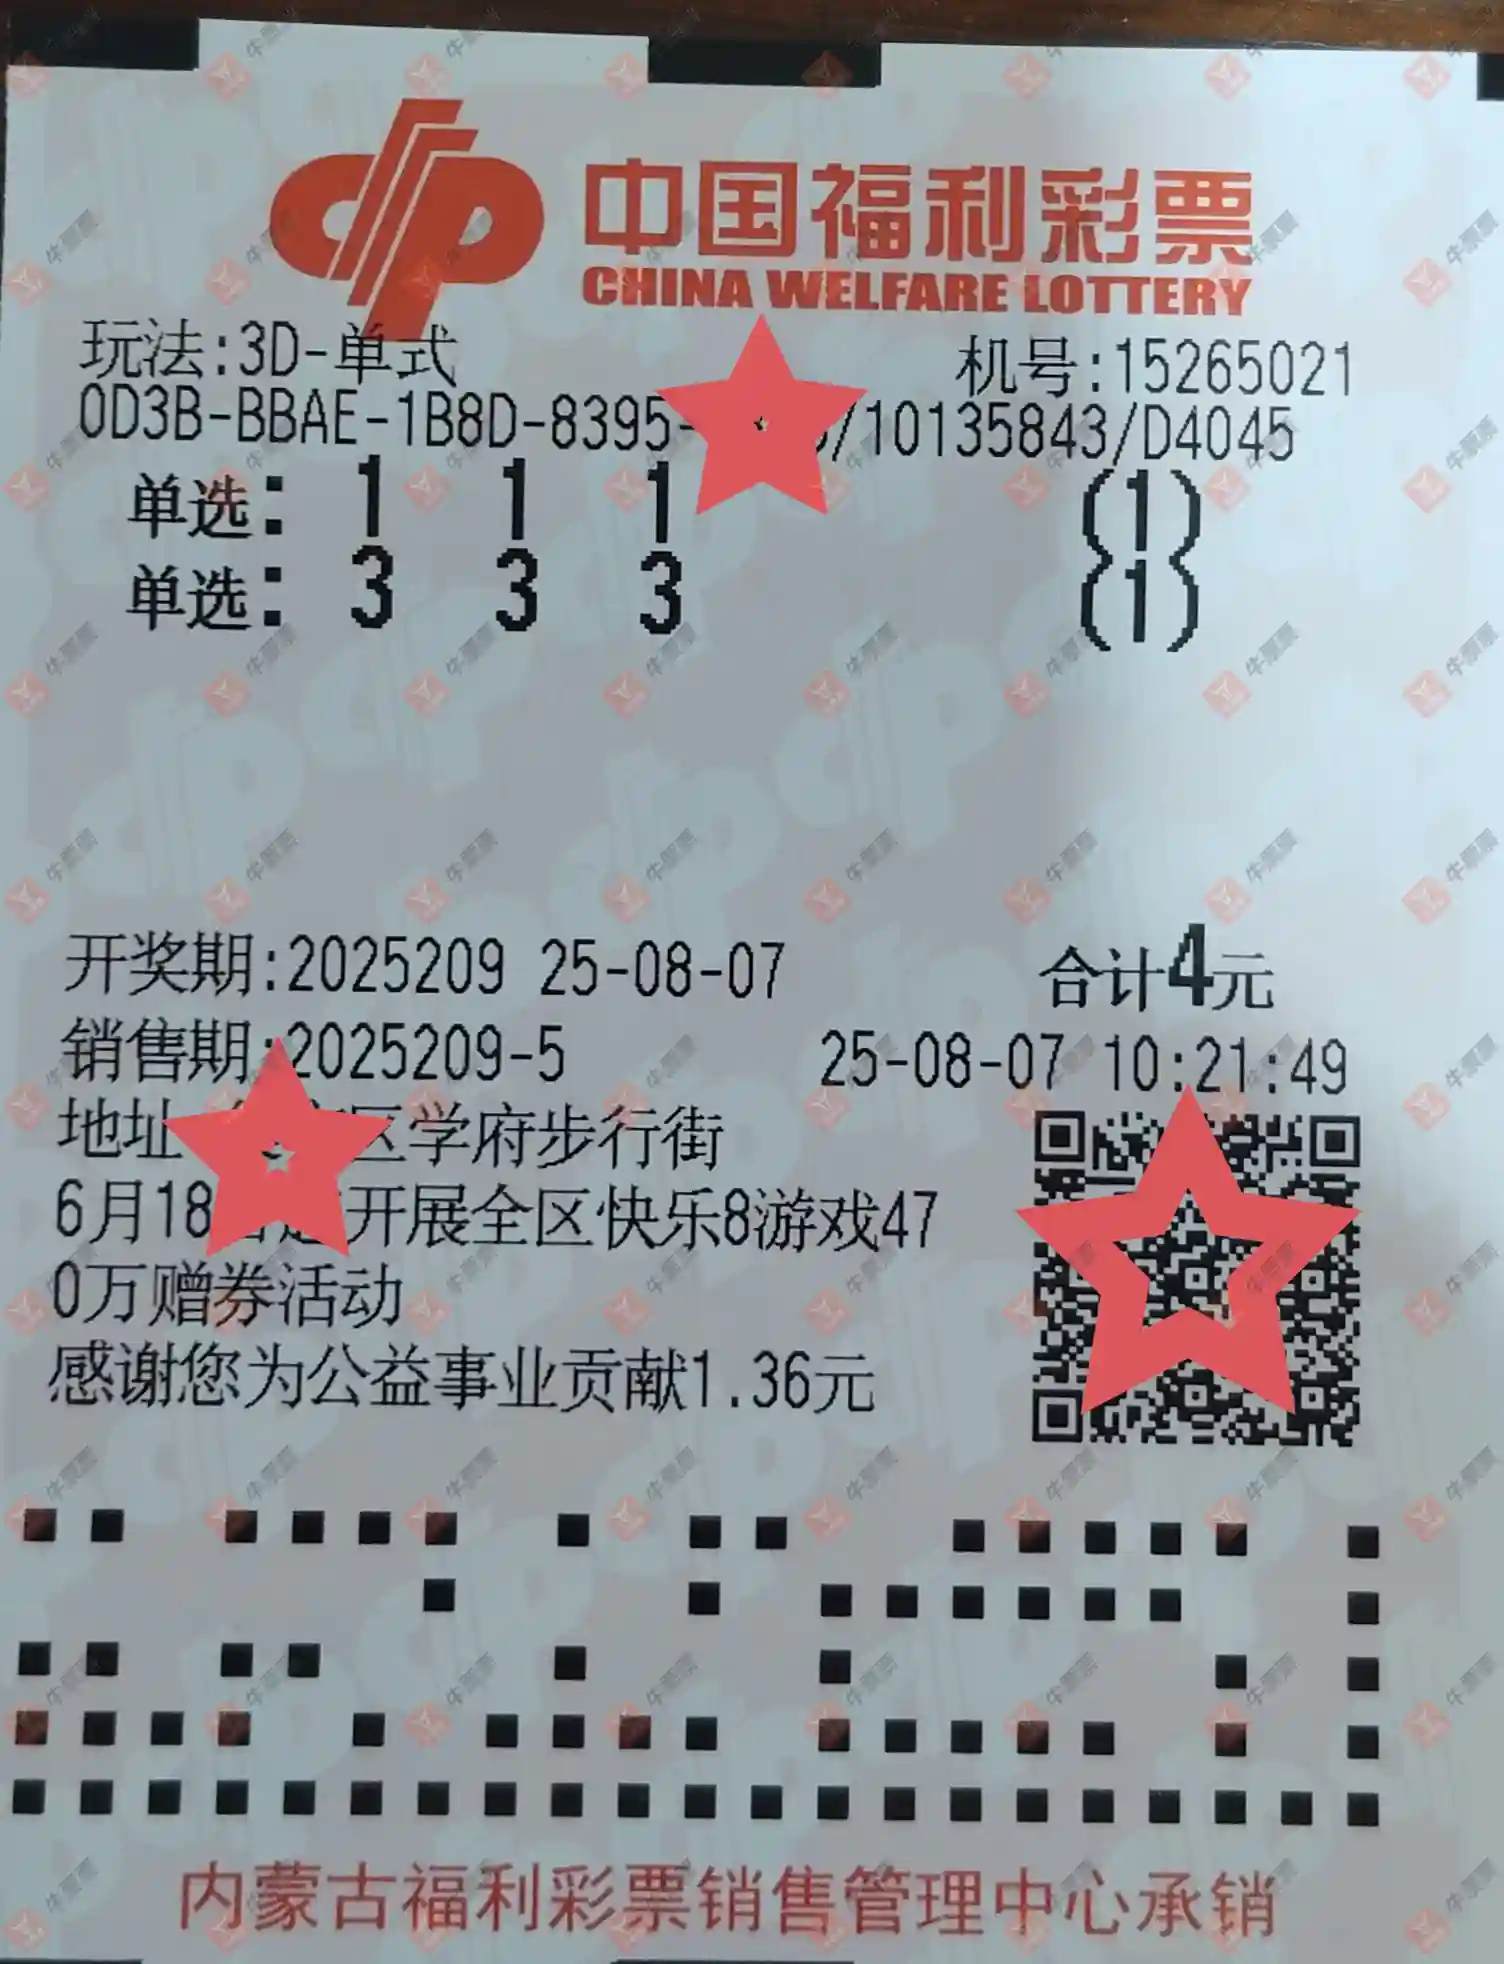 中国福利彩票
CHINA WELFARE LOTTERY
玩法:3D-单式 机号:15265021
0D3B-BBAE-1B8D-8395- /10135843/D4045
单选: 1 1 1 (1)
单选: 3 3 3 (1)
开奖期:2025209 25-08-07 合计4元
销售期:2025209-5 25-08-07 10:21:49
地址 区学府步行街
6月18 开展全区快乐8游戏47
0万赠券活动
感谢您为公益事业贡献1.36元
内蒙古福利彩票销售管理中心承销